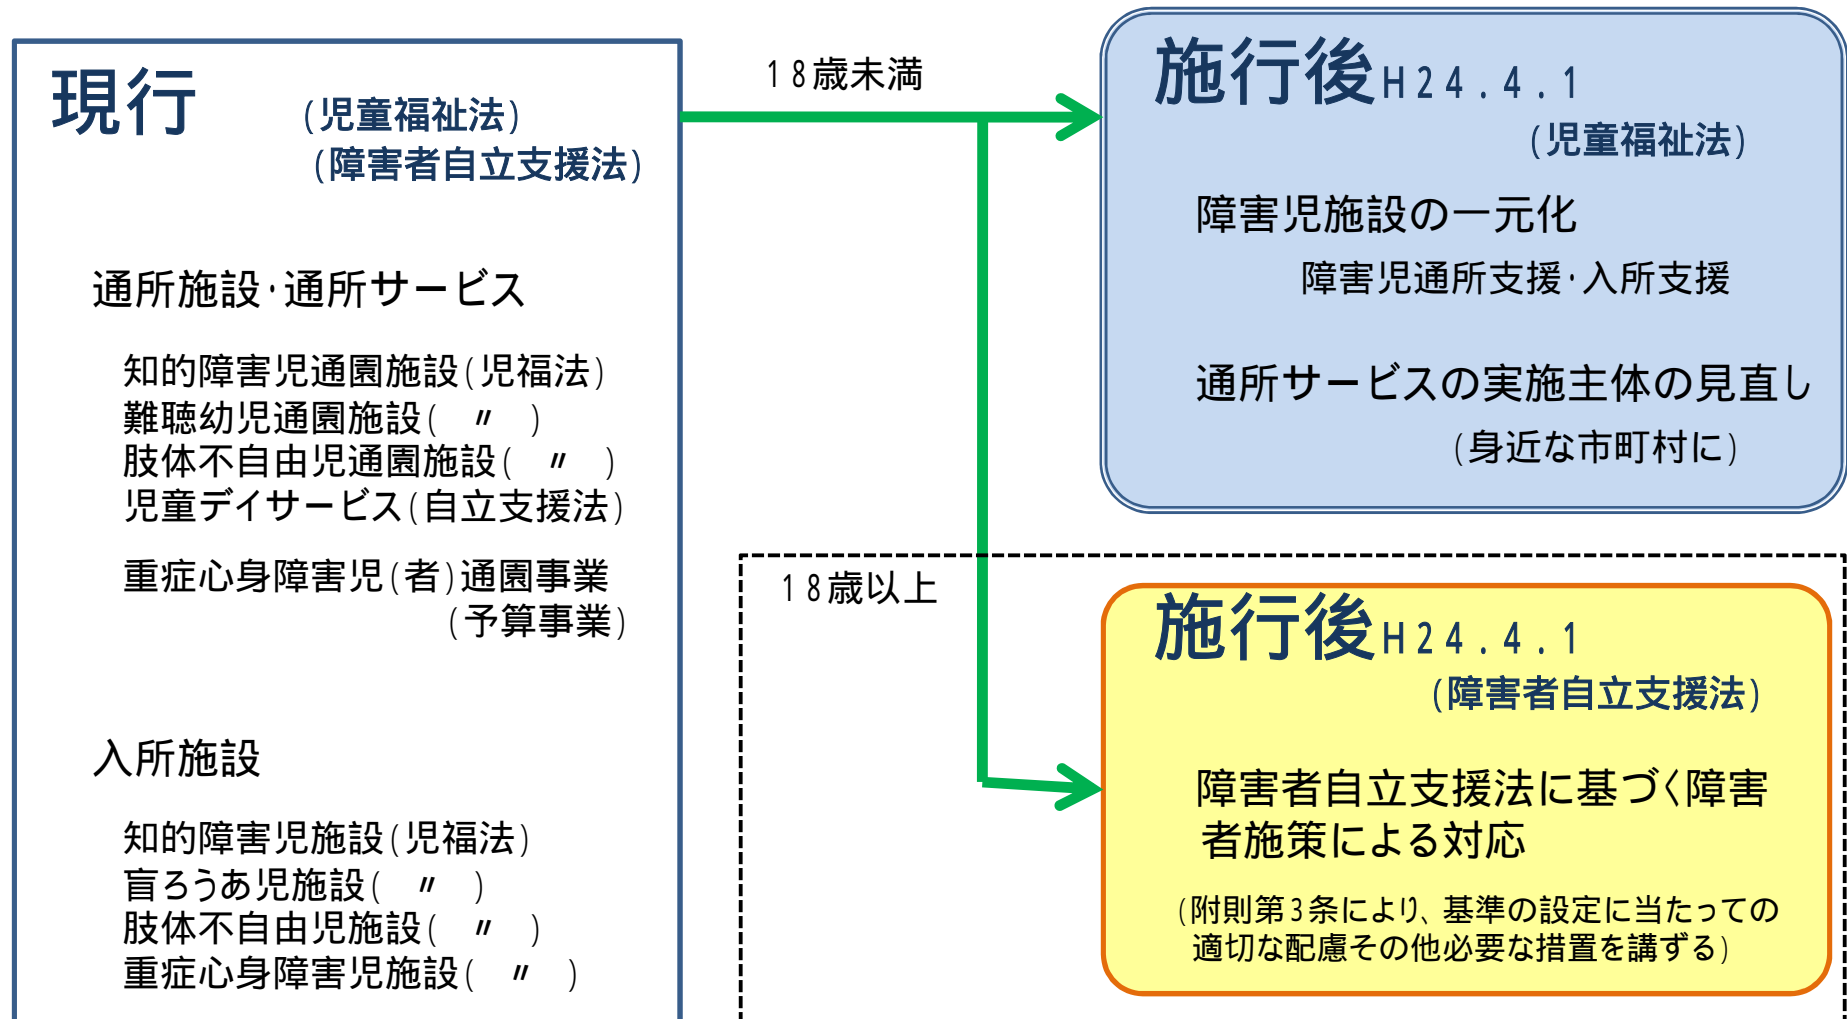 現行
(児童福祉法)
(障害者自立支援法)
通所施設・通所サービス
知的障害児通園施設(児福法)
難聴幼児通園施設( 〃 )
肢体不自由児通園施設( 〃 )
児童デイサービス(自立支援法)
重症心身障害児(者)通園事業
(予算事業)
入所施設
知的障害児施設(児福法)
盲ろうあ児施設( 〃 )
肢体不自由児施設( 〃 )
重症心身障害児施設( 〃 )
18歳未満
施行後H24.4.1
(児童福祉法)
障害児施設の一元化
障害児通所支援・入所支援
通所サービスの実施主体の見直し
(身近な市町村に)
18歳以上
施行後H24.4.1
(障害者自立支援法)
障害者自立支援法に基づく障害
者施策による対応
(附則第3条により、基準の設定に当たっての
適切な配慮その他必要な措置を講ずる)